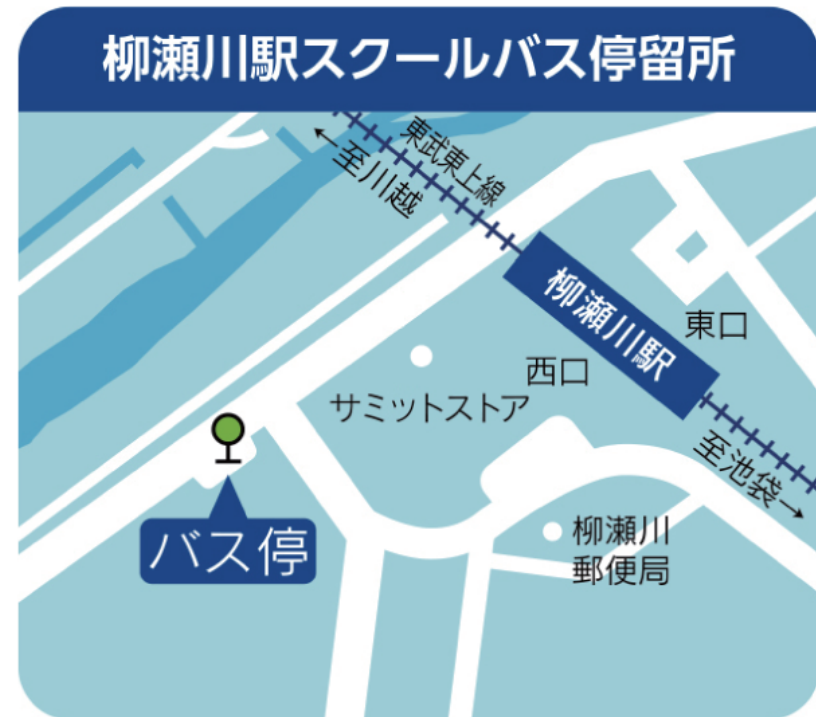 柳瀬川駅スクールバス停留所
東武東上線
←至川越
柳瀬川駅
東口
西口
サミットストア
至池袋→
バス停
柳瀬川
郵便局